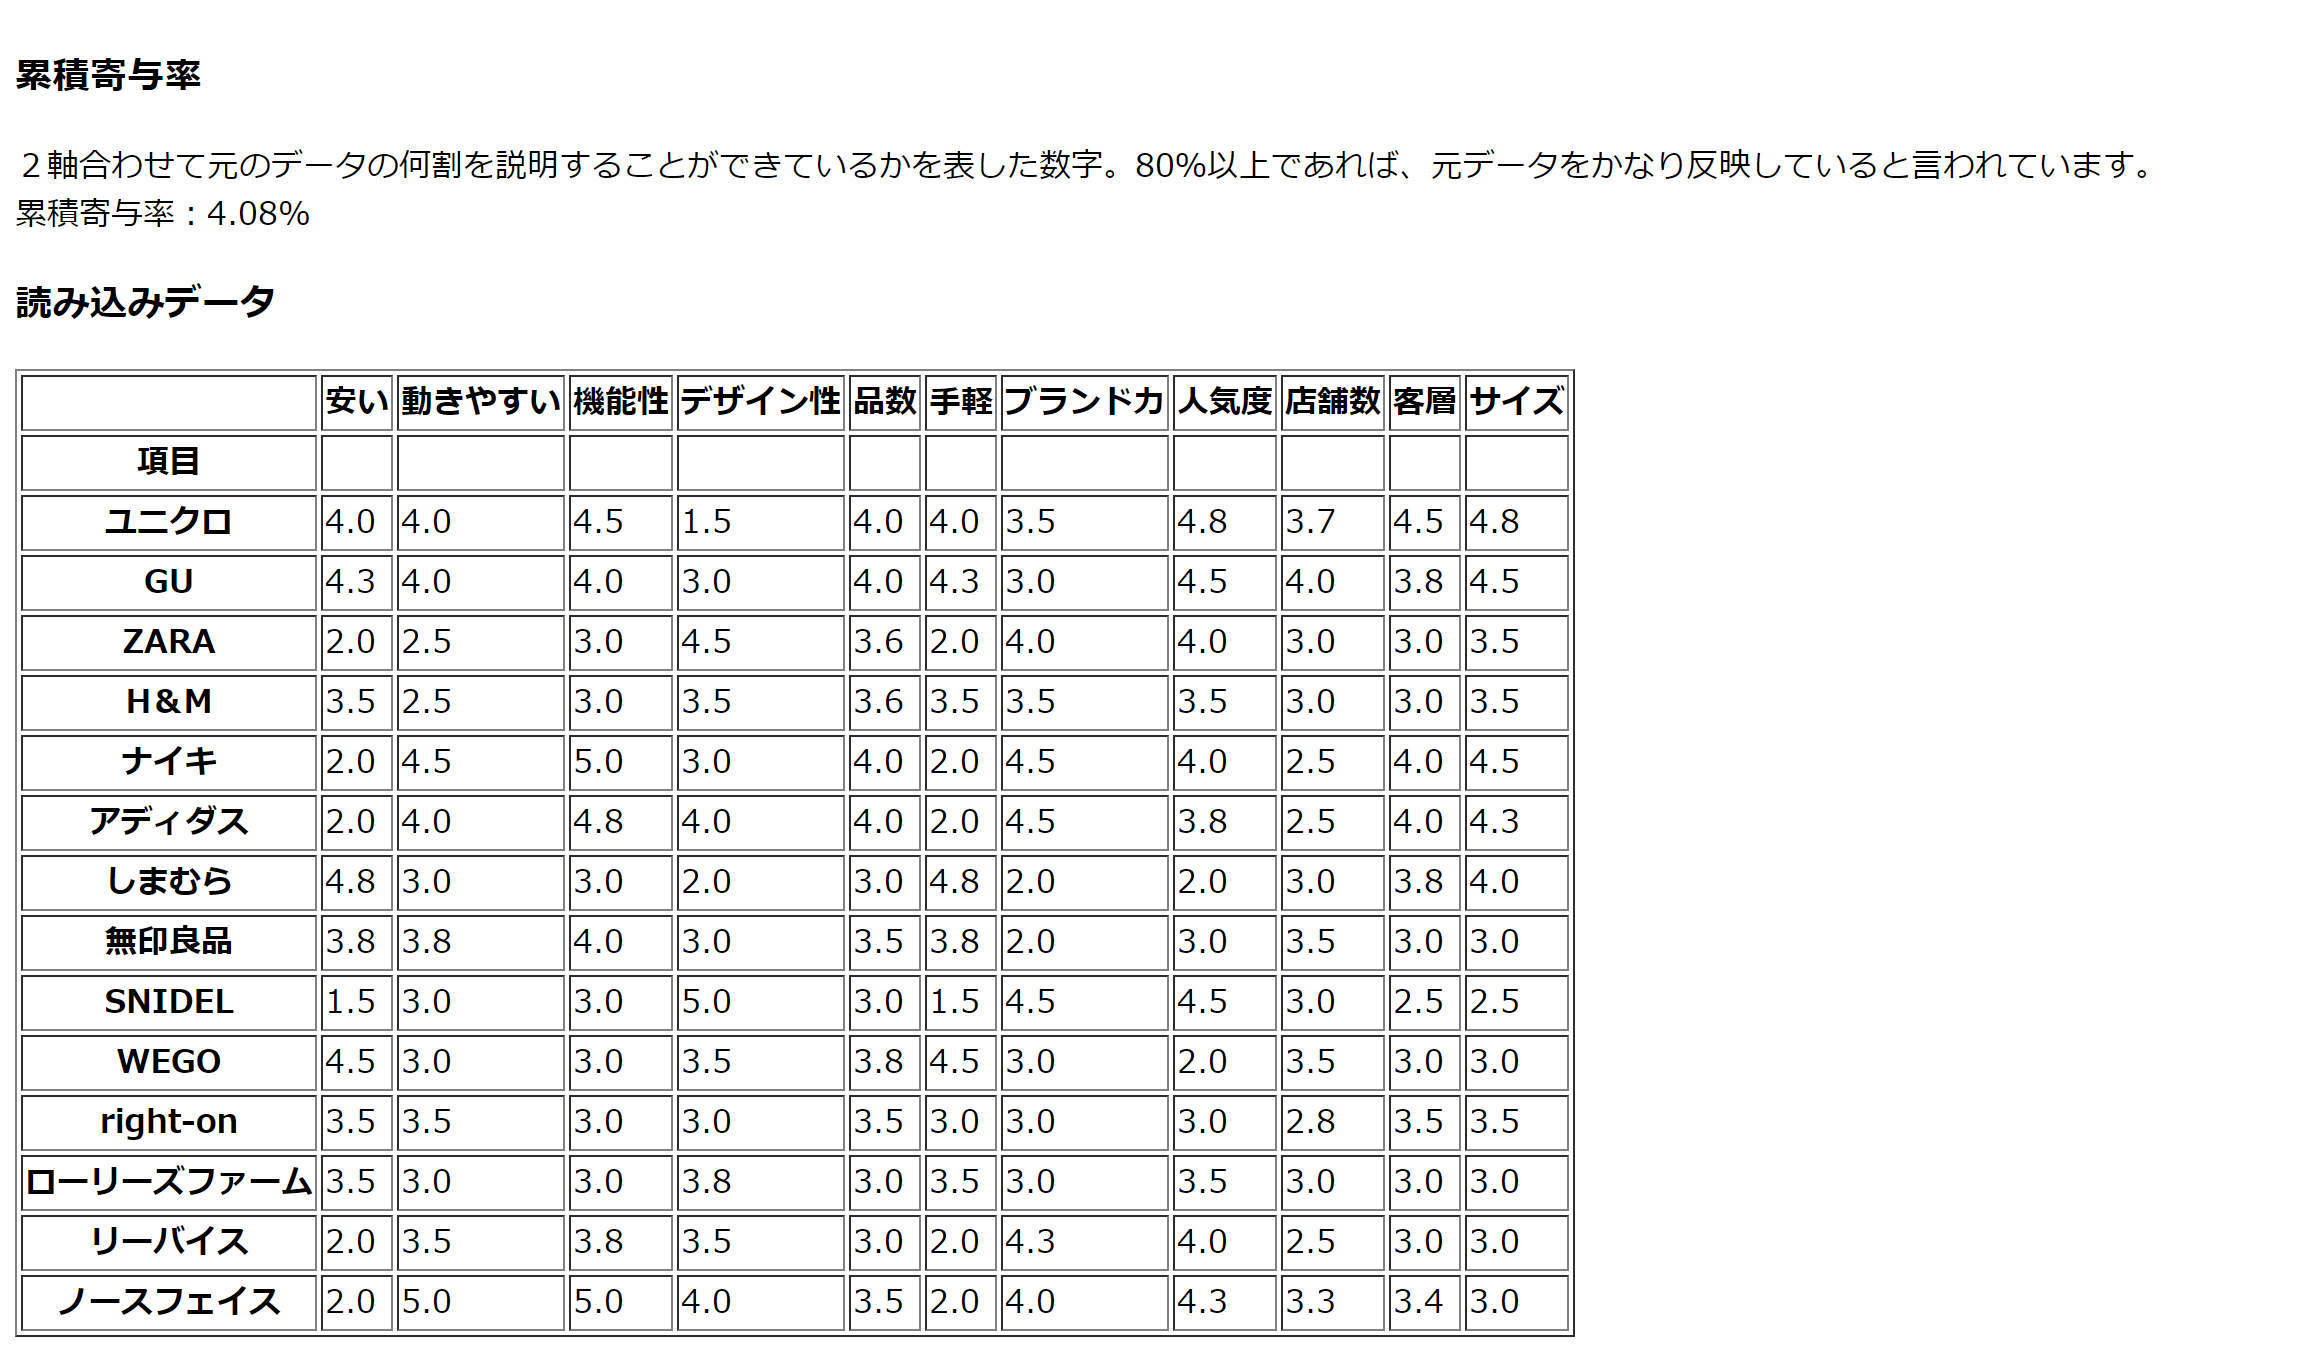 累積寄与率
２軸合わせて元のデータの何割を説明することができているかを表した数字。80%以上であれば、元データをかなり反映していると言われています。
累積寄与率：4.08%
読み込みデータ
安い 動きやすい 機能性 デザイン性 品数 手軽 ブランド力 人気度 店舗数 客層 サイズ
項目
ユニクロ 4.0 4.0 4.5 1.5 4.0 4.0 3.5 4.8 3.7 4.5 4.8
GU 4.3 4.0 4.0 3.0 4.0 4.3 3.0 4.5 4.0 3.8 4.5
ZARA 2.0 2.5 3.0 4.5 3.6 2.0 4.0 4.0 3.0 3.0 3.5
H＆M 3.5 2.5 3.0 3.5 3.6 3.5 3.5 3.5 3.0 3.0 3.5
ナイキ 2.0 4.5 5.0 3.0 4.0 2.0 4.5 4.0 2.5 4.0 4.5
アディダス 2.0 4.0 4.8 4.0 4.0 2.0 4.5 3.8 2.5 4.0 4.3
しまむら 4.8 3.0 3.0 2.0 3.0 4.8 2.0 2.0 3.0 3.8 4.0
無印良品 3.8 3.8 4.0 3.0 3.5 3.8 2.0 3.0 3.5 3.0 3.0
SNIDEL 1.5 3.0 3.0 5.0 3.0 1.5 4.5 4.5 3.0 2.5 2.5
WEGO 4.5 3.0 3.0 3.5 3.8 4.5 3.0 2.0 3.5 3.0 3.0
right-on 3.5 3.5 3.0 3.0 3.5 3.0 3.0 3.0 2.8 3.5 3.5
ローリーズファーム 3.5 3.0 3.0 3.8 3.0 3.5 3.0 3.5 3.0 3.0 3.0
リーバイス 2.0 3.5 3.8 3.5 3.0 2.0 4.3 4.0 2.5 3.0 3.0
ノースフェイス 2.0 5.0 5.0 4.0 3.5 2.0 4.0 4.3 3.3 3.4 3.0